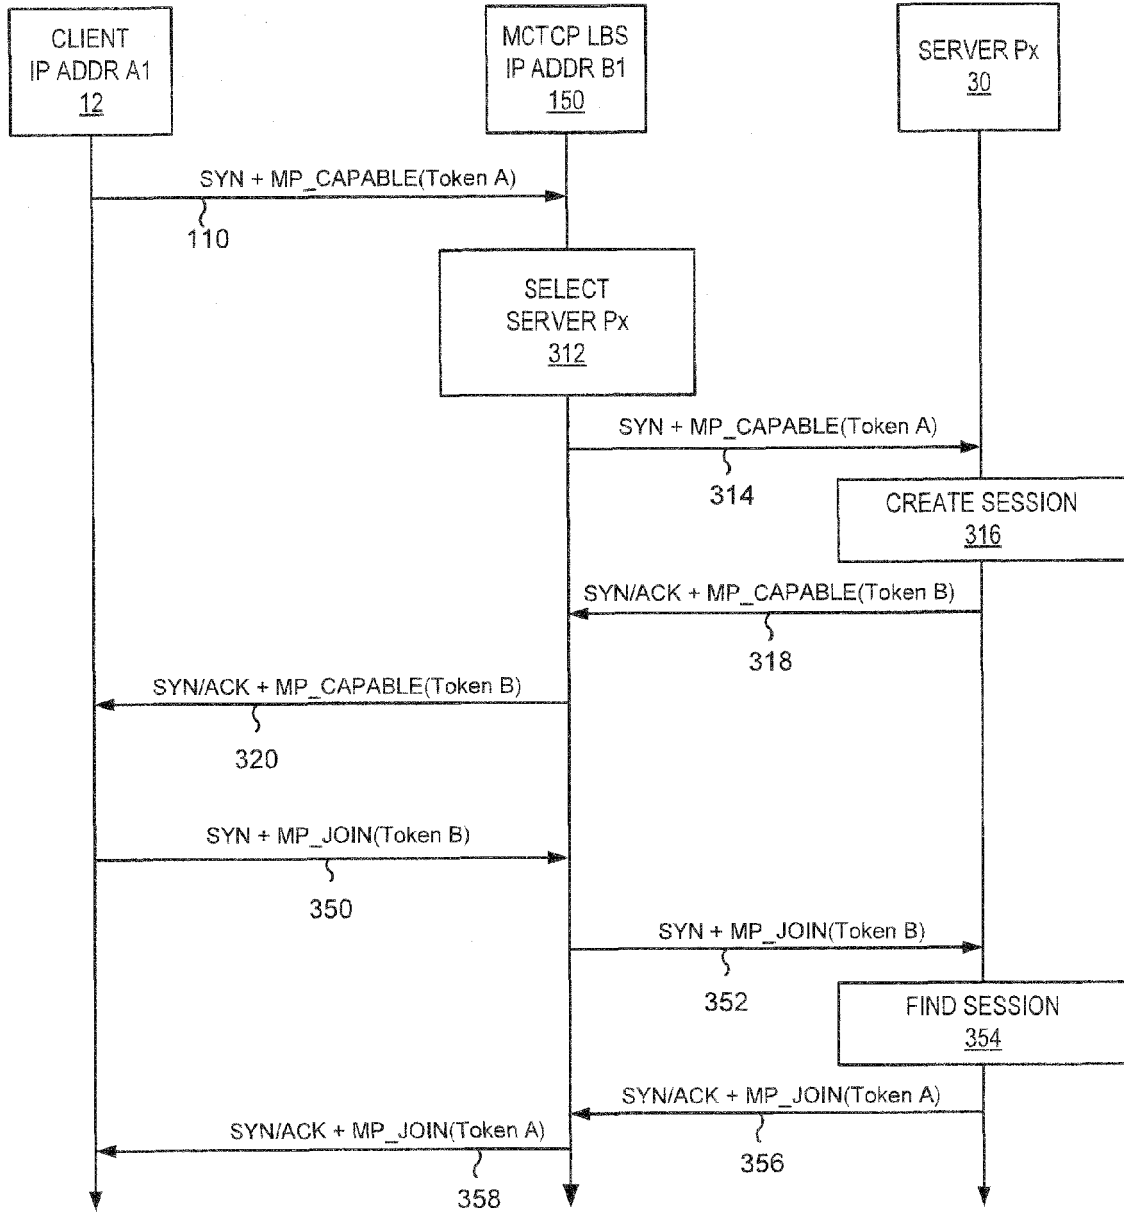 CLIENT
IP ADDR A1
12
MCTCP LBS
IP ADDR B1
150
SERVER Px
30
SYN + MP_CAPABLE(Token A)
110
SELECT
SERVER Px
312
SYN + MP_CAPABLE(Token A)
314
CREATE SESSION
316
SYN/ACK + MP_CAPABLE(Token B)
318
SYN/ACK + MP_CAPABLE(Token B)
320
SYN + MP_JOIN(Token B)
350
SYN + MP_JOIN(Token B)
352
FIND SESSION
354
SYN/ACK + MP_JOIN(Token A)
356
SYN/ACK + MP_JOIN(Token A)
358